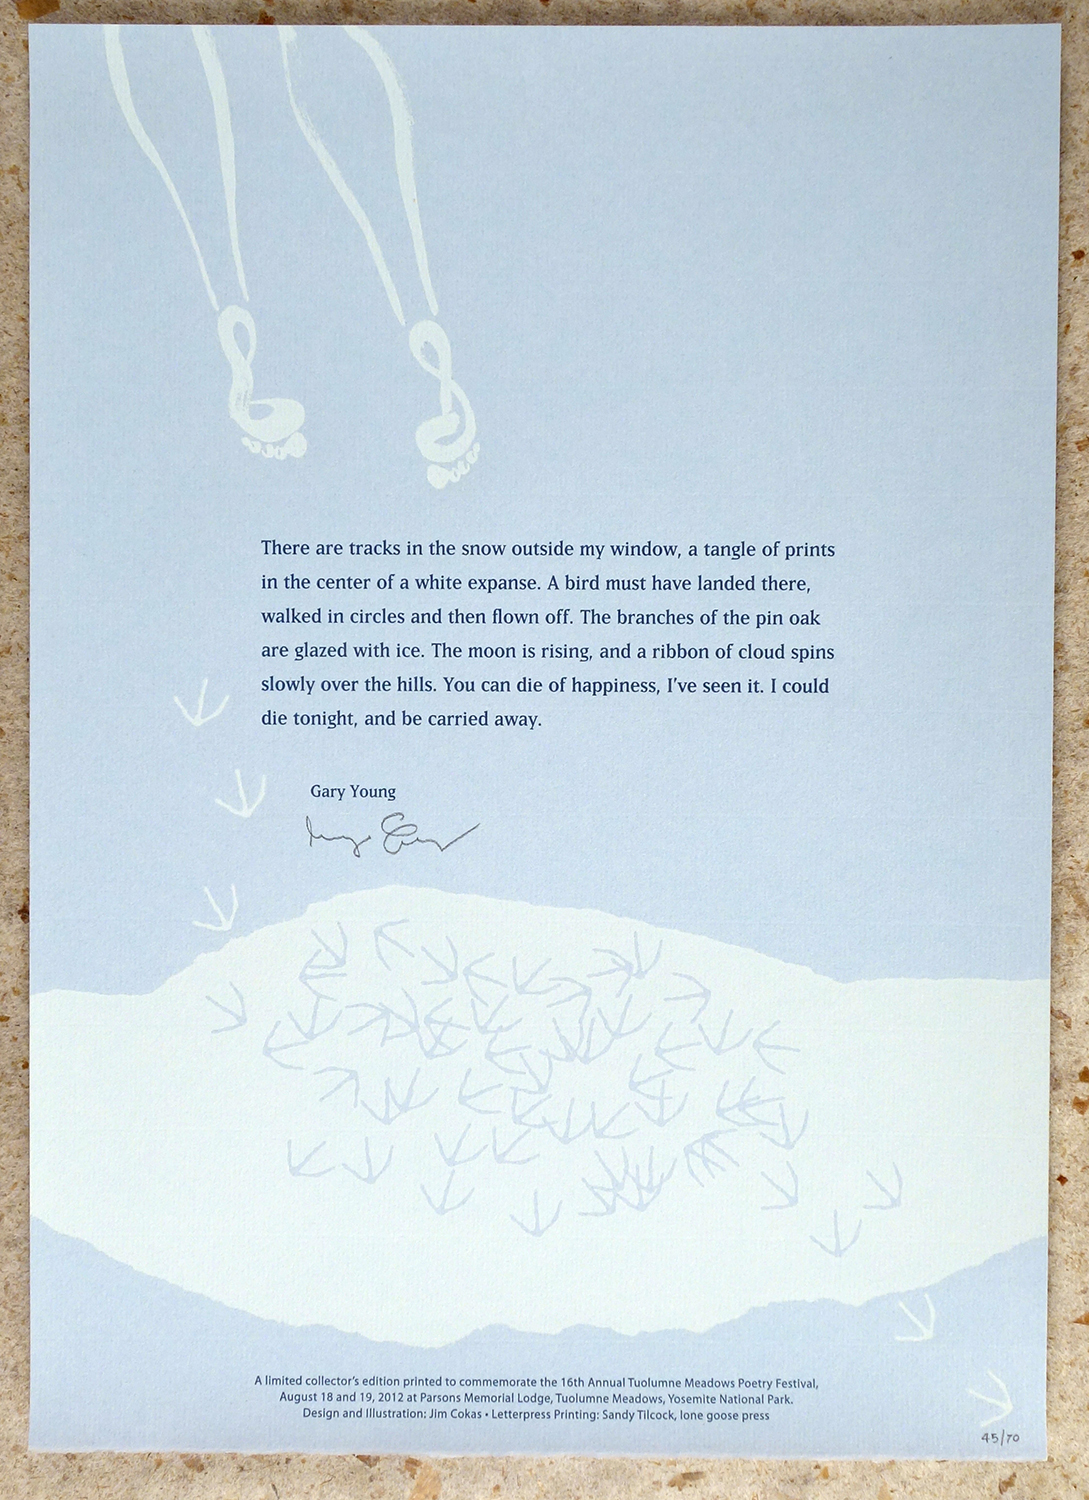 There are tracks in the snow outside my window, a tangle of prints
in the center of a white expanse. A bird must have landed there,
walked in circles and then flown off. The branches of the pin oak
are glazed with ice. The moon is rising, and a ribbon of cloud spins
slowly over the hills. You can die of happiness, I've seen it. I could
die tonight, and be carried away.
Gary Young
A limited collector's edition printed to commemorate the 16th Annual Tuolumne Meadows Poetry Festival,
August 18 and 19, 2012 at Parsons Memorial Lodge, Tuolumne Meadows, Yosemite National Park.
Design and Illustration: Jim Cokas • Letterpress Printing: Sandy Tilcock, lone goose press
45/70